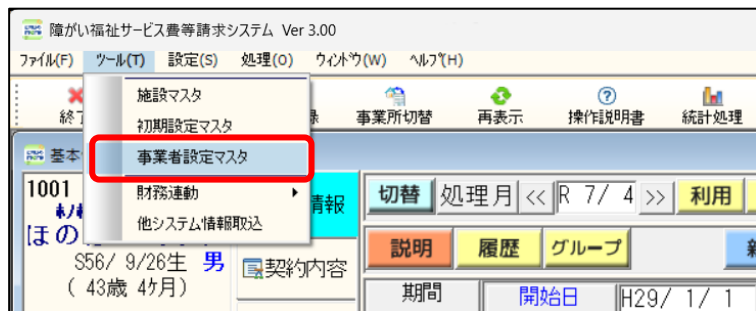 障がい福祉サービス費等請求システム Ver 3.00
ファイル(F) ツール(T) 設定(S) 処理(O) ウィンドウ(W) ヘルプ(H)
事業所切替 再表示 操作説明書 統計処理
施設マスタ
初期設定マスタ
事業者設定マスタ
財務連動
他システム情報取込
基本
1001
情報
切替 処理月 << R 7/ 4 >> 利用
ほの
説明 履歴 グループ
S56/ 9/26生 男
契約内容
( 43歳 4ケ月)
期間 開始日 H29/ 1/ 1